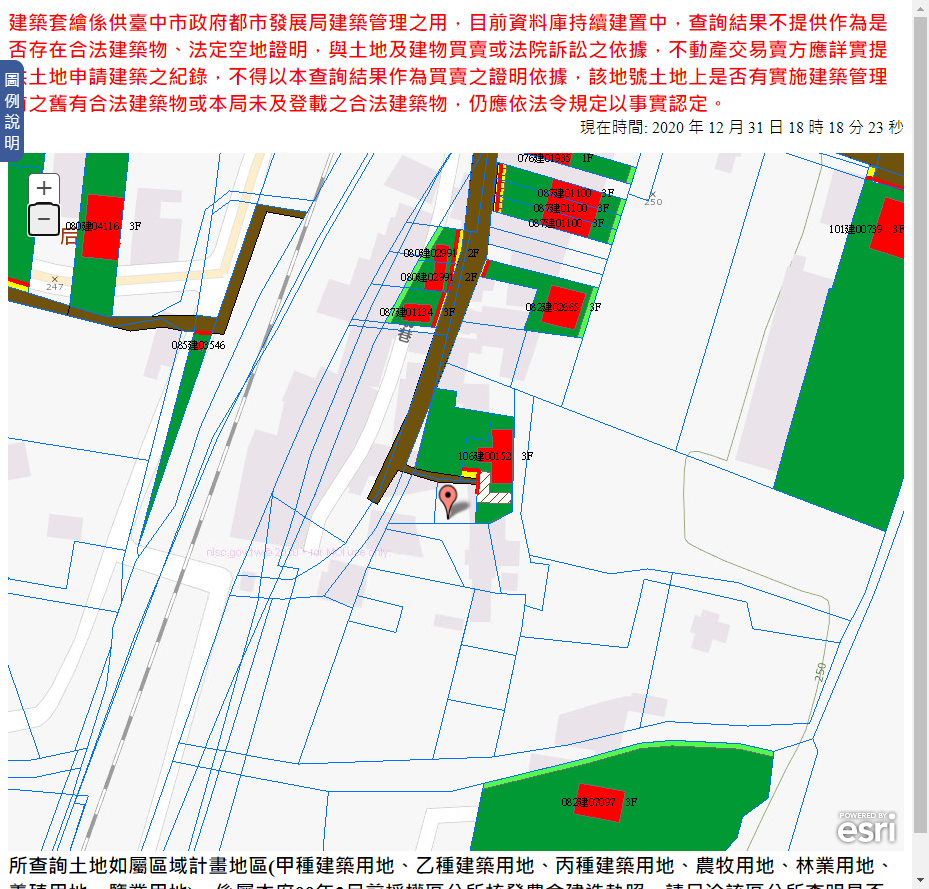 建築套繪係供臺中市政府都市發展局建築管理之用，目前資料庫持續建置中，查詢結果不提供作為是
否存在合法建築物、法定空地證明，與土地及建物買賣或法院訴訟之依據，不動產交易賣方應詳實提
土地申請建築之紀錄，不得以本查詢結果作為買賣之證明依據，該地號土地上是否有實施建築管理
之舊有合法建築物或本局未及登載之合法建築物，仍應依法令規定以事實認定。
圖例說明
現在時間: 2020 年 12 月 31 日 18 時 18 分 23 秒
+
−
076建01935 1F
087建01100 3F
087建01100 3F
087建01100 3F
250
101建00739 3F
080建04116 3F
后
080建02991 2F
080建02991 2F
247
087建01134 3F
082建02665 3F
巷
085建03546
106建00152 3F
250
082建07097 3F
POWERED BY
esri
所查詢土地如屬區域計畫地區(甲種建築用地、乙種建築用地、丙種建築用地、農牧用地、林業用地、